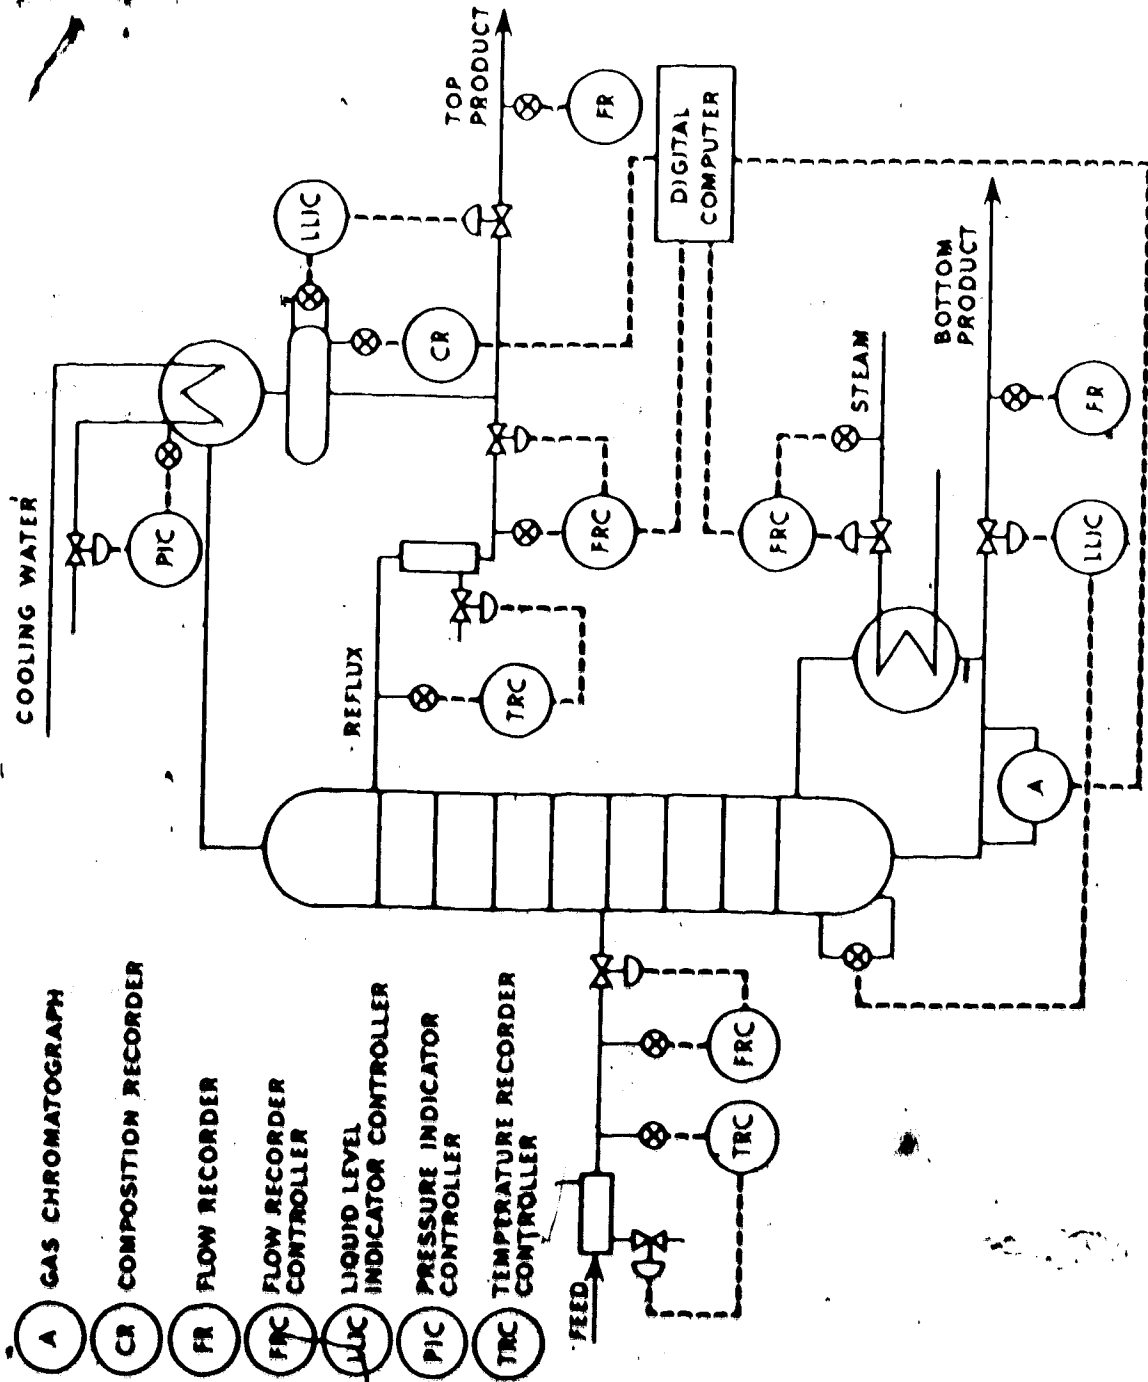 A GAS CHROMATOGRAPH
CR COMPOSITION RECORDER
FR FLOW RECORDER
FRC FLOW RECORDER
CONTROLLER
LLIC LIQUID LEVEL
INDICATOR CONTROLLER
PIC PRESSURE INDICATOR
CONTROLLER
TRC TEMPERATURE RECORDER
CONTROLLER
FEED
TRC
FRC
COOLING WATER
PIC
REFLUX
TRC
FRC
CR
LLIC
TOP
PRODUCT
FR
DIGITAL
COMPUTER
FRC
STEAM
BOTTOM
PRODUCT
FR
LLIC
A